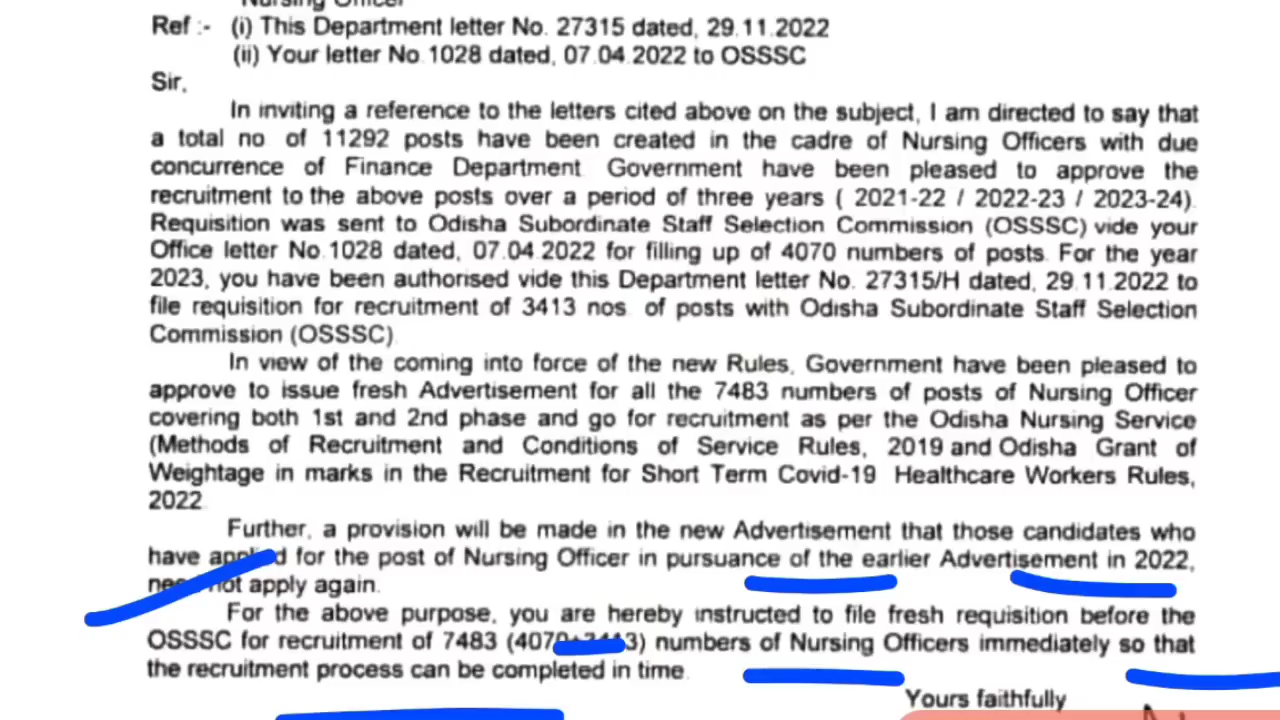 Nursing Officer
Ref :- (i) This Department letter No. 27315 dated, 29.11.2022
(ii) Your letter No.1028 dated, 07.04.2022 to OSSSC
Sir,
In inviting a reference to the letters cited above on the subject, I am directed to say that
a total no of 11292 posts have been created in the cadre of Nursing Officers with due
concurrence of Finance Department. Government have been pleased to approve the
recruitment to the above posts over a period of three years ( 2021-22 / 2022-23 / 2023-24).
Requisition was sent to Odisha Subordinate Staff Selection Commission (OSSSC) vide your
Office letter No.1028 dated, 07.04.2022 for filling up of 4070 numbers of posts. For the year
2023, you have been authorised vide this Department letter No. 27315/H dated, 29.11.2022 to
file requisition for recruitment of 3413 nos. of posts with Odisha Subordinate Staff Selection
Commission (OSSSC).
In view of the coming into force of the new Rules, Government have been pleased to
approve to issue fresh Advertisement for all the 7483 numbers of posts of Nursing Officer
covering both 1st and 2nd phase and go for recruitment as per the Odisha Nursing Service
(Methods of Recruitment and Conditions of Service Rules, 2019 and Odisha Grant of
Weightage in marks in the Recruitment for Short Term Covid-19 Healthcare Workers Rules,
2022.
Further, a provision will be made in the new Advertisement that those candidates who
have applied for the post of Nursing Officer in pursuance of the earlier Advertisement in 2022,
need not apply again.
For the above purpose, you are hereby instructed to file fresh requisition before the
OSSSC for recruitment of 7483 (4070+3413) numbers of Nursing Officers immediately so that
the recruitment process can be completed in time.
Yours faithfully